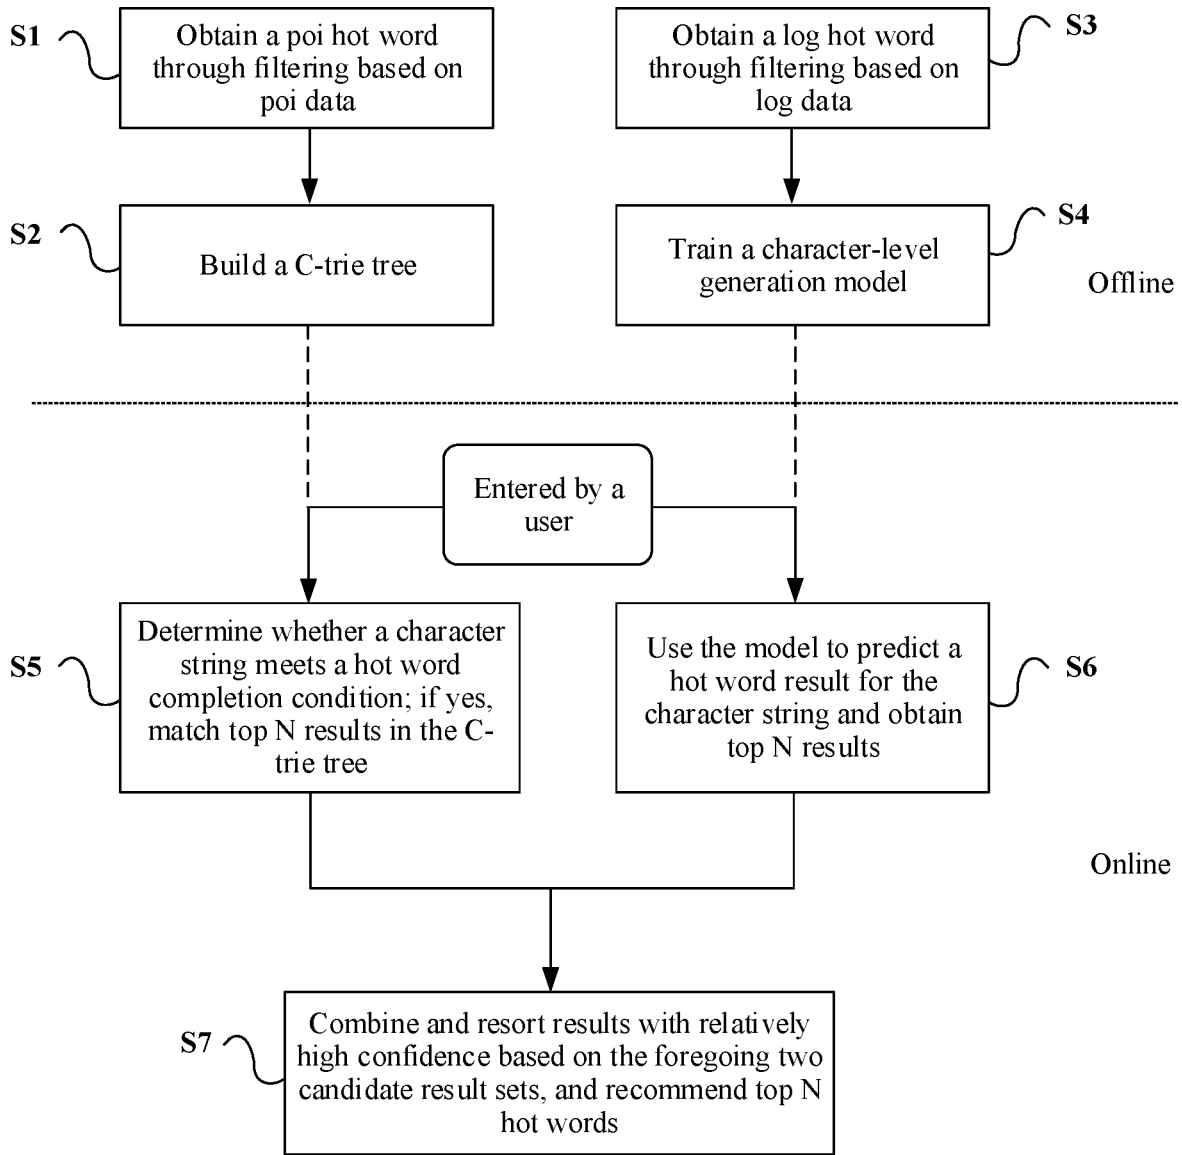 S1
Obtain a poi hot word
through filtering based on
poi data
Obtain a log hot word
through filtering based on
log data
S3
S2
Build a C-trie tree
Train a character-level
generation model
S4
Offline
Entered by a
user
S5
Determine whether a character
string meets a hot word
completion condition; if yes,
match top N results in the C-
trie tree
Use the model to predict a
hot word result for the
character string and obtain
top N results
S6
Online
S7
Combine and resort results with relatively
high confidence based on the foregoing two
candidate result sets, and recommend top N
hot words